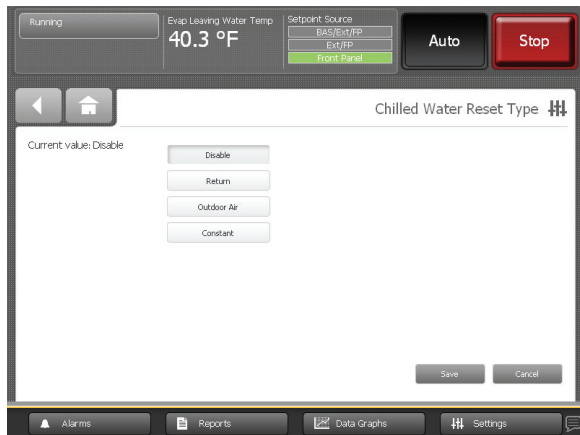 Running
Evap Leaving Water Temp
40.3 °F
Setpoint Source
BAS/Ext/FP
Ext/FP
Front Panel
Auto
Stop
Chilled Water Reset Type
Current value: Disable
Disable
Return
Outdoor Air
Constant
Save
Cancel
Alarms
Reports
Data Graphs
Settings